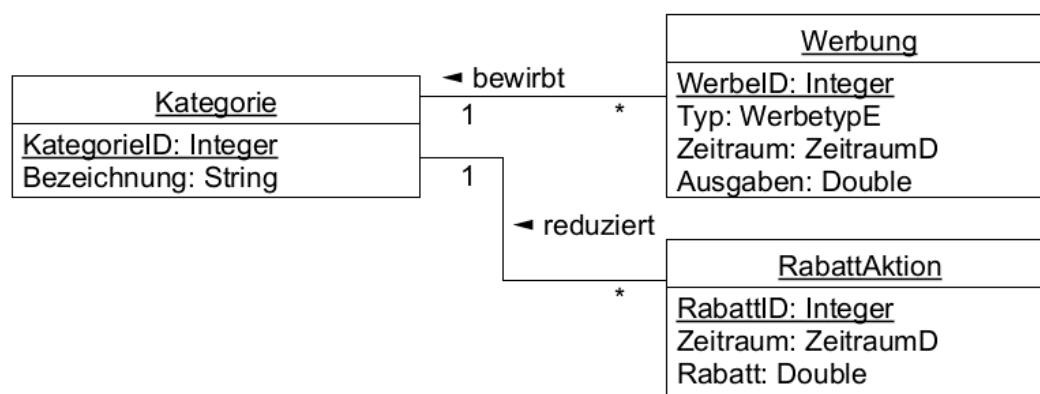 Kategorie
KategorieID: Integer
Bezeichnung: String
◄ bewirbt
1
*
Werbung
WerbeID: Integer
Typ: WerbetypE
Zeitraum: ZeitraumD
Ausgaben: Double
1
◄ reduziert
*
RabattAktion
RabattID: Integer
Zeitraum: ZeitraumD
Rabatt: Double